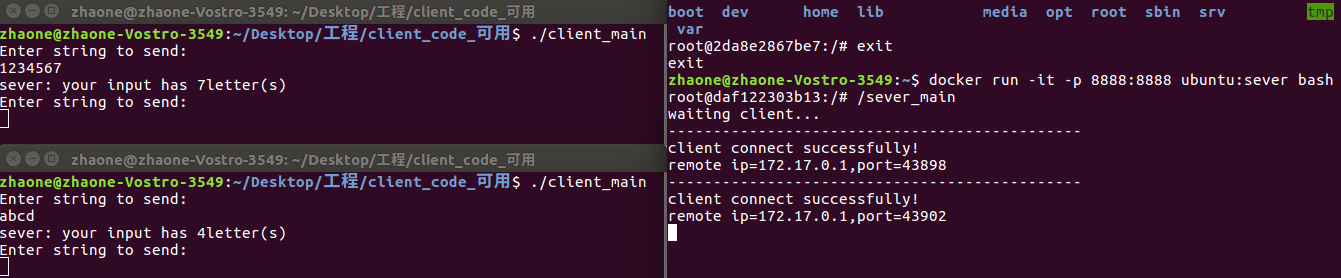 zhaone@zhaone-Vostro-3549: ~/Desktop/工程/client_code_可用
zhaone@zhaone-Vostro-3549:~/Desktop/工程/client_code_可用$ ./client_main
Enter string to send:
1234567
sever: your input has 7letter(s)
Enter string to send:
zhaone@zhaone-Vostro-3549: ~/Desktop/工程/client_code_可用
zhaone@zhaone-Vostro-3549:~/Desktop/工程/client_code_可用$ ./client_main
Enter string to send:
abcd
sever: your input has 4letter(s)
Enter string to send:
boot dev home lib media opt root sbin srv tmp
var
root@2da8e2867be7:/# exit
exit
zhaone@zhaone-Vostro-3549:~$ docker run -it -p 8888:8888 ubuntu:sever bash
root@daf122303b13:/# /sever_main
waiting client...
----------------------------------------------
client connect successfully!
remote ip=172.17.0.1,port=43898
----------------------------------------------
client connect successfully!
remote ip=172.17.0.1,port=43902